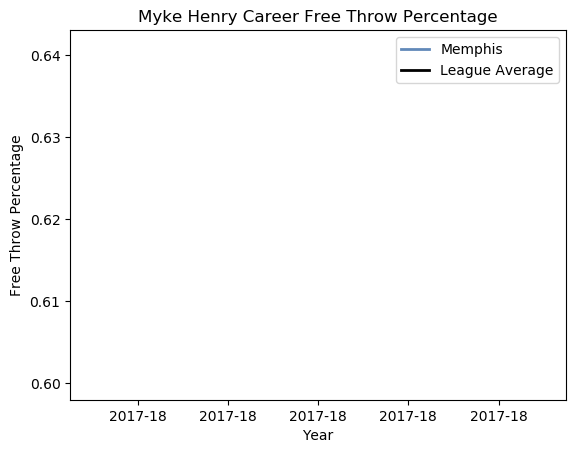 Myke Henry Career Free Throw Percentage
Memphis
League Average
0.64
0.63
0.62
0.61
0.60
Free Throw Percentage
2017-18 2017-18 2017-18 2017-18 2017-18
Year